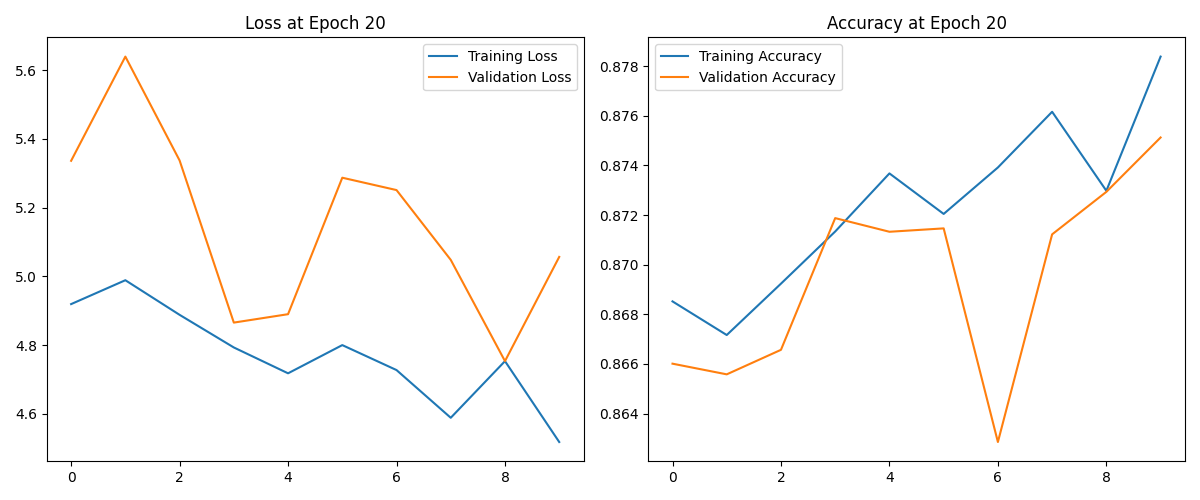 Loss at Epoch 20
Training Loss
Validation Loss
5.6
5.4
5.2
5.0
4.8
4.6
0 2 4 6 8
Accuracy at Epoch 20
Training Accuracy
Validation Accuracy
0.878
0.876
0.874
0.872
0.870
0.868
0.866
0.864
0 2 4 6 8